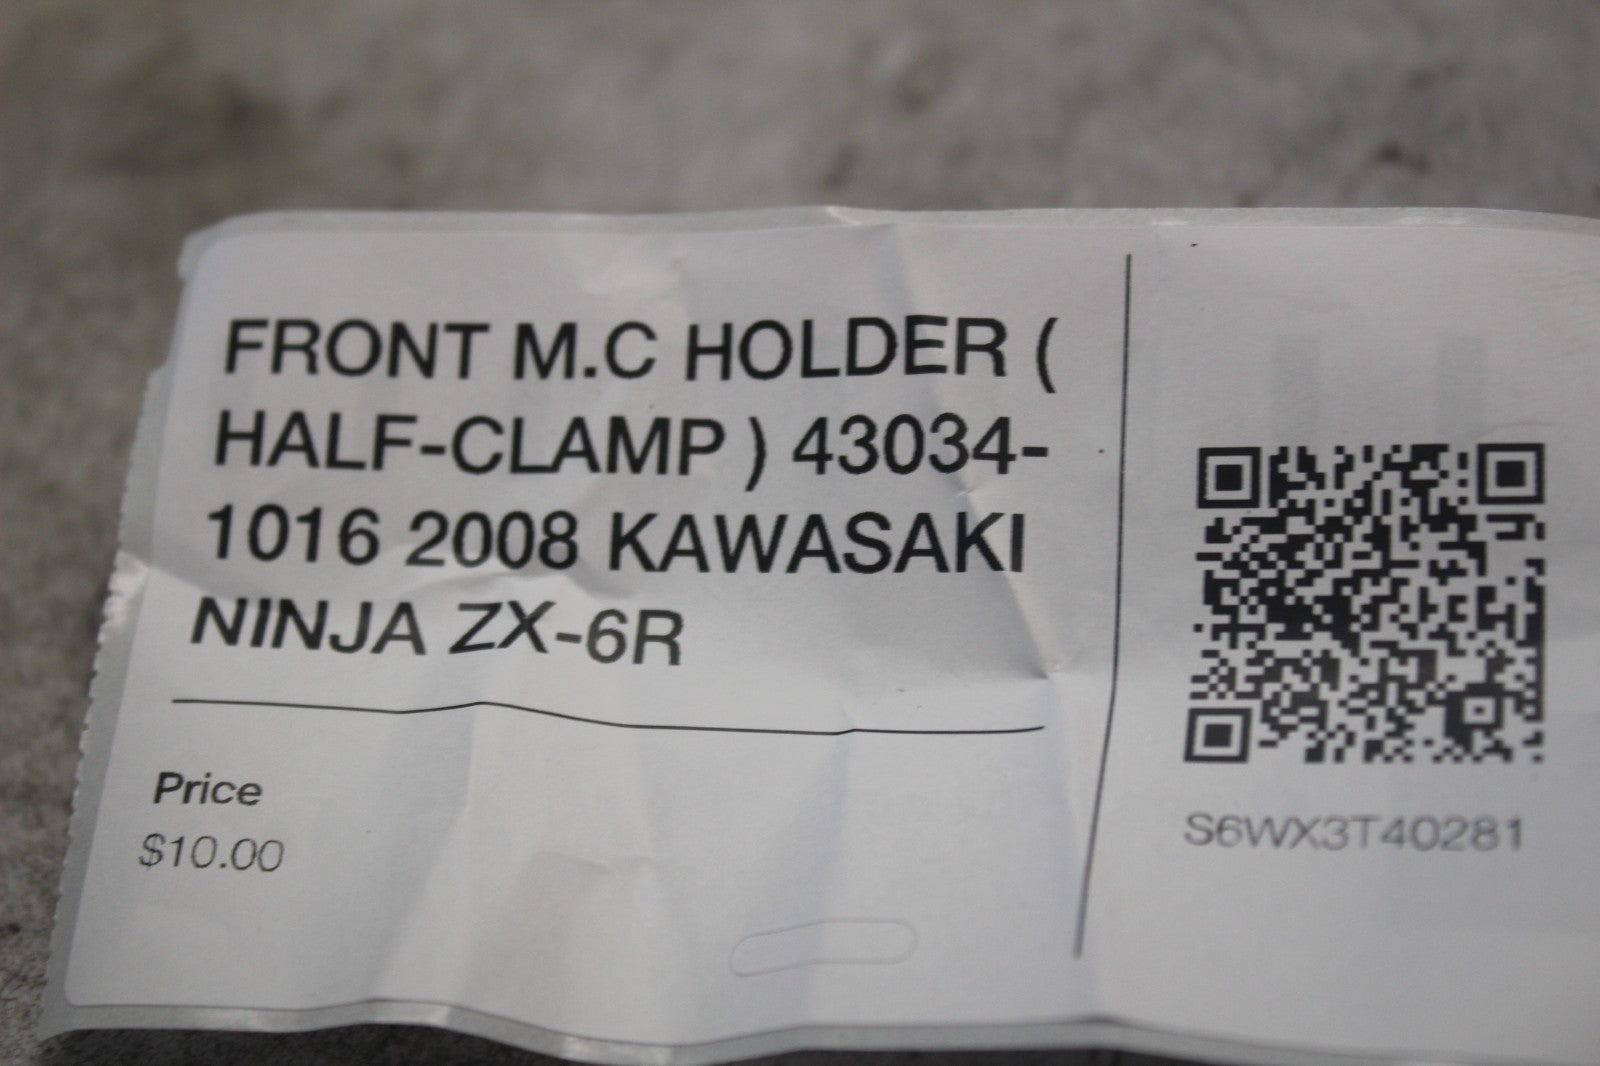 FRONT M.C HOLDER (
HALF-CLAMP ) 43034-
1016 2008 KAWASAKI
NINJA ZX-6R
Price
$10.00
S6WX3T40281